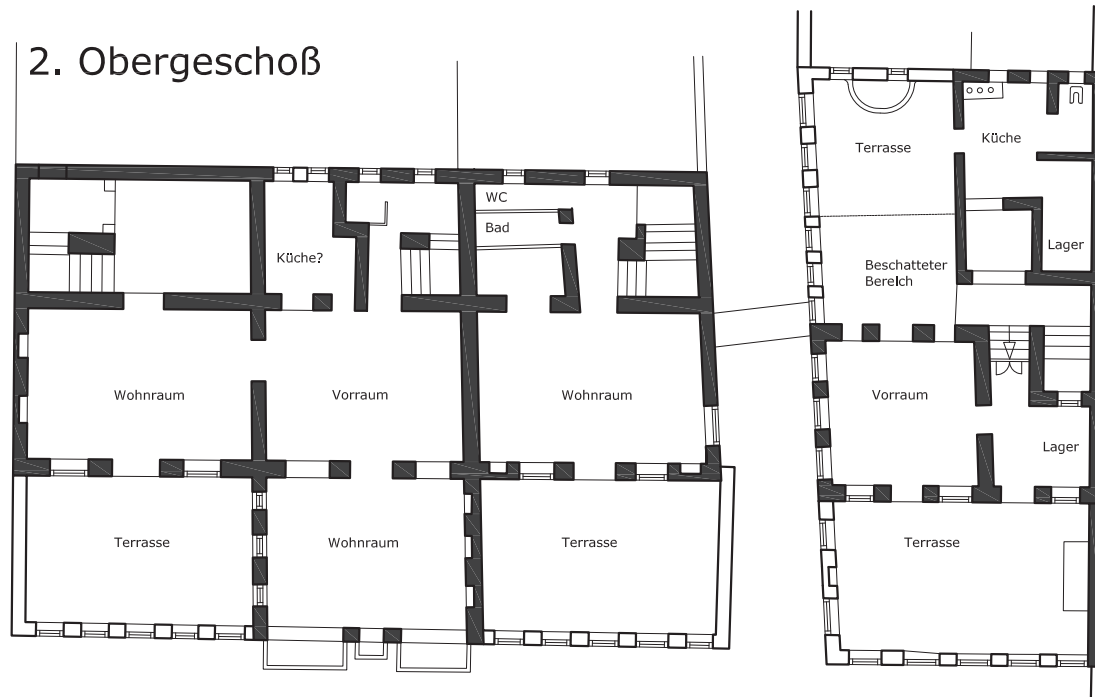 2. Obergeschoß
WC
Bad
Küche?
Wohnraum
Vorraum
Wohnraum
Terrasse
Wohnraum
Terrasse
Terrasse
Küche
Beschatteter
Bereich
Lager
Vorraum
Lager
Terrasse